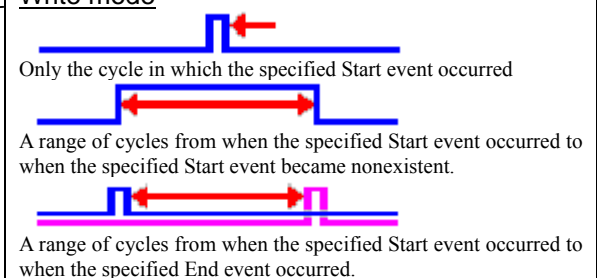 Write mode
Only the cycle in which the specified Start event occurred
A range of cycles from when the specified Start event occurred to
when the specified Start event became nonexistent.
A range of cycles from when the specified Start event occurred to
when the specified End event occurred.